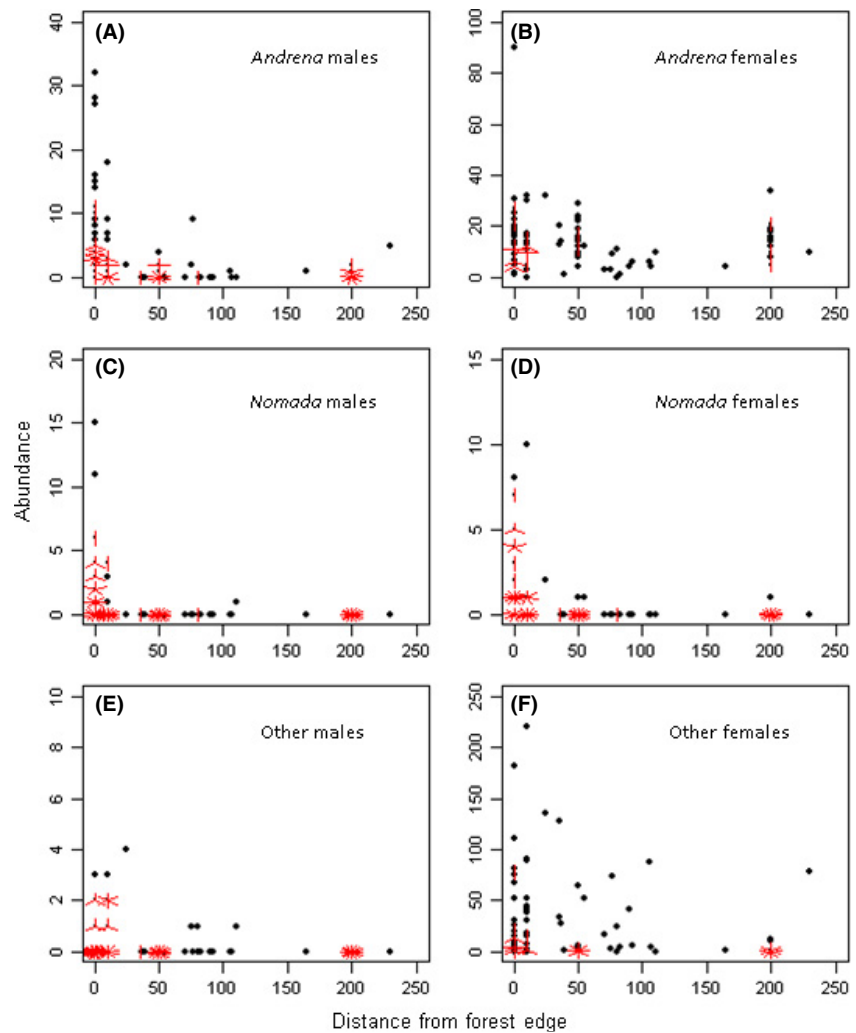 (A)
Andrena males
40
30
20
10
0
0 50 100 150 200 250
(B)
Andrena females
100
80
60
40
20
0
0 50 100 150 200 250
(C)
Nomada males
20
15
10
5
0
0 50 100 150 200 250
(D)
Nomada females
15
10
5
0
0 50 100 150 200 250
(E)
Other males
10
8
6
4
2
0
0 50 100 150 200 250
(F)
Other females
250
200
150
100
50
0
0 50 100 150 200 250
Abundance
Distance from forest edge